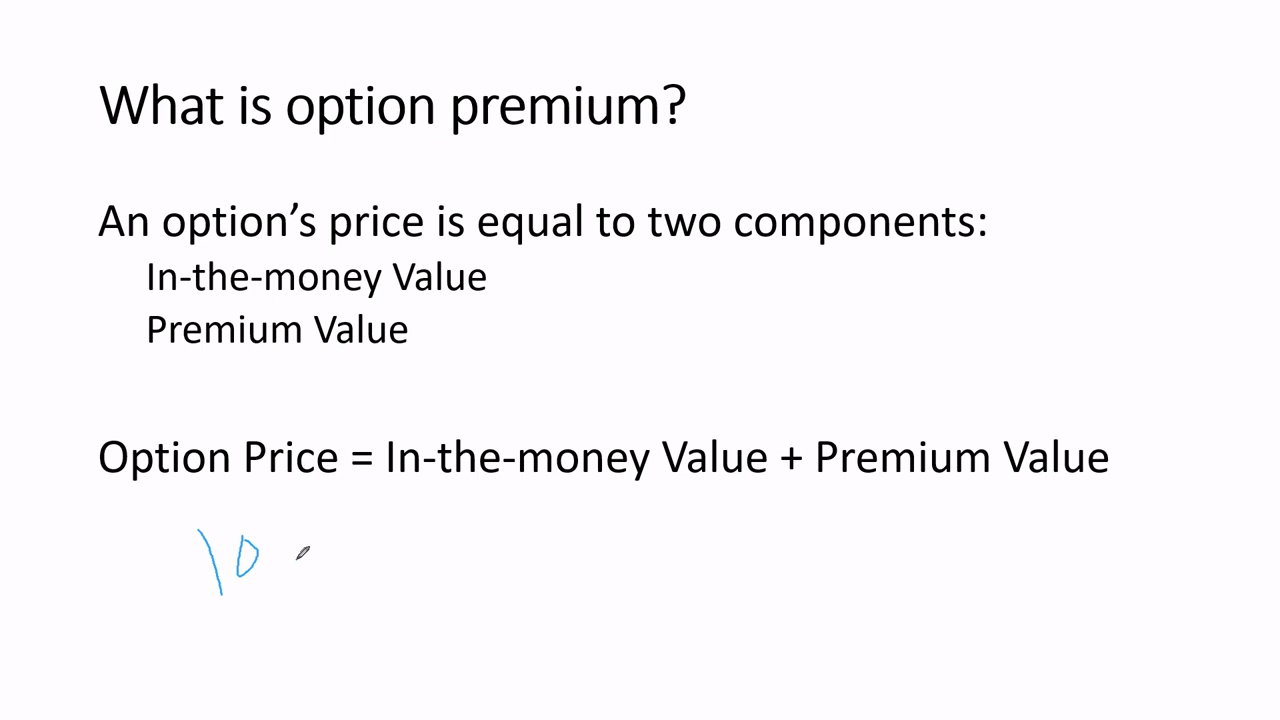 What is option premium?
An option’s price is equal to two components:
In-the-money Value
Premium Value
Option Price = In-the-money Value + Premium Value
10